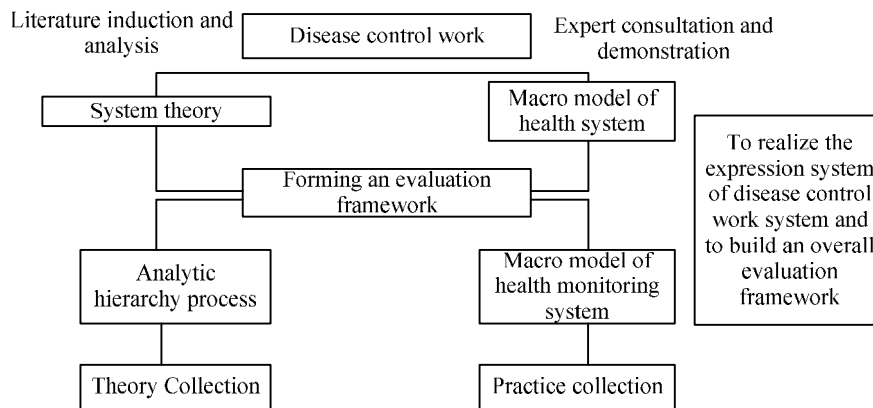 Literature induction and
analysis
Disease control work
Expert consultation and
demonstration
System theory
Macro model of
health system
To realize the
expression system
of disease control
work system and
to build an overall
evaluation
framework
Forming an evaluation
framework
Analytic
hierarchy process
Macro model of
health monitoring
system
Theory Collection
Practice collection